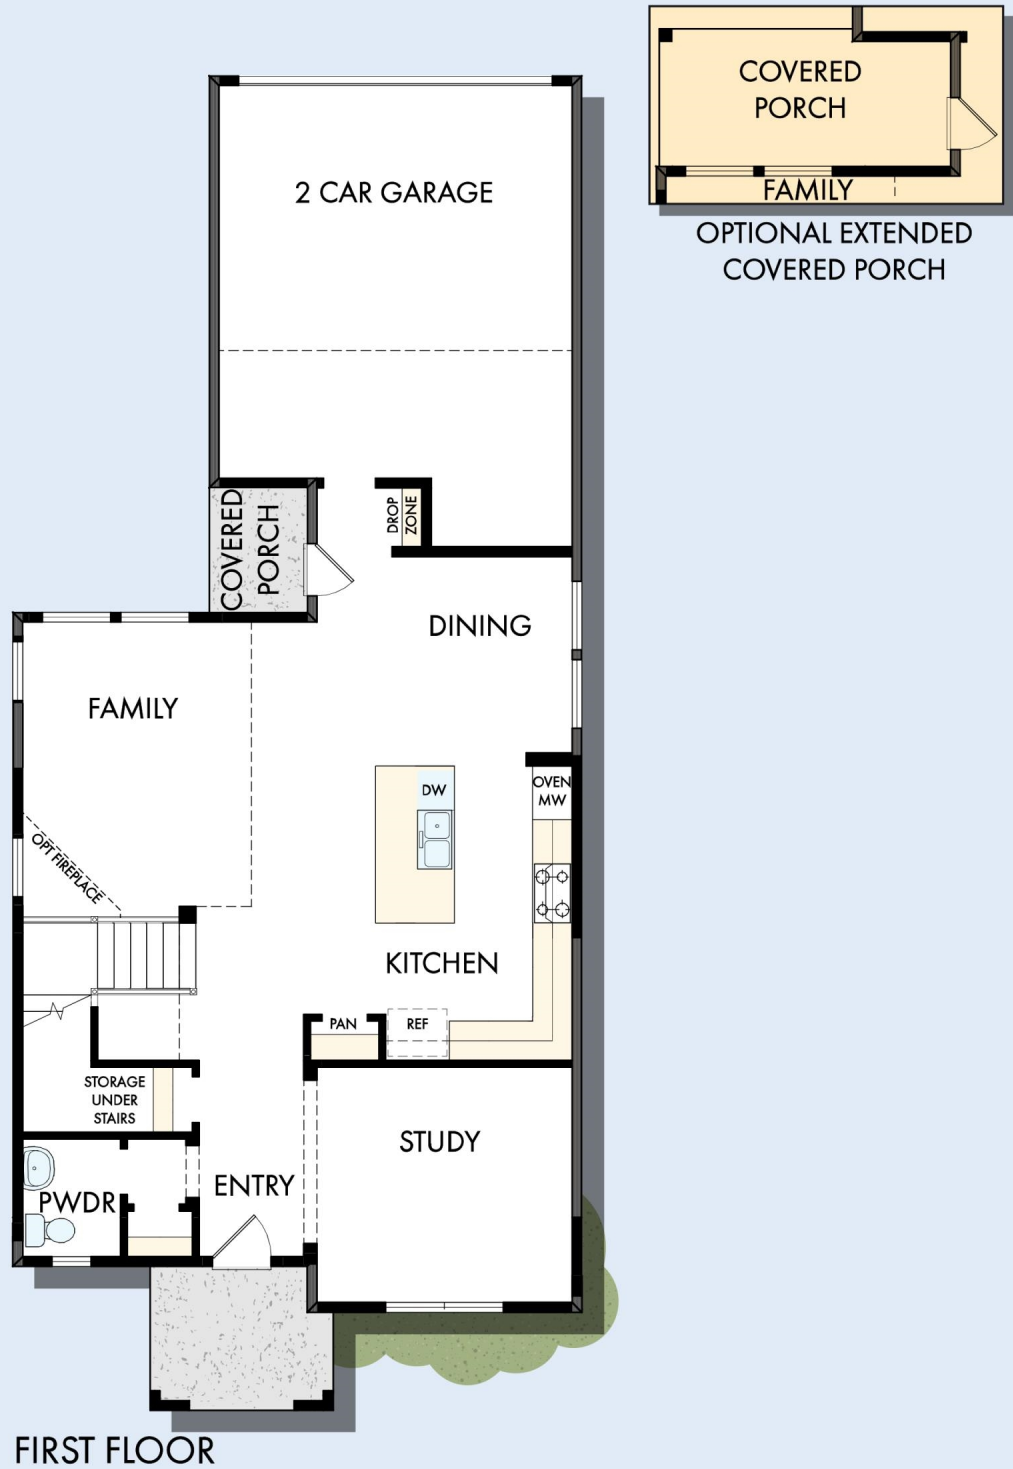 COVERED
PORCH
FAMILY
OPTIONAL EXTENDED
COVERED PORCH
2 CAR GARAGE
COVERED
PORCH
DROP
ZONE
DINING
FAMILY
DW
OVEN
MW
OPT FIREPLACE
KITCHEN
PAN
REF
STORAGE
UNDER
STAIRS
STUDY
ENTRY
PWDR
FIRST FLOOR